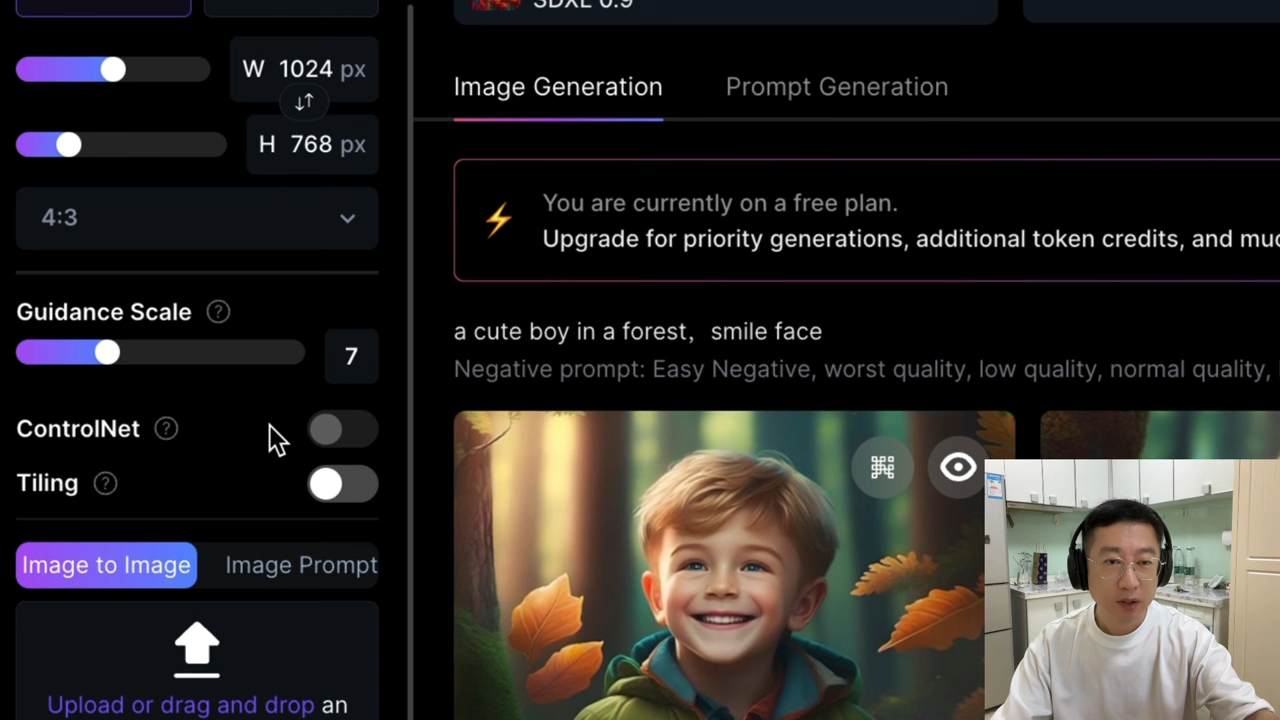 SDXL 0.9
W 1024 px
H 768 px
4:3
Guidance Scale ?
7
ControlNet ?
Tiling ?
Image to Image
Image Prompt
Upload or drag and drop an
Image Generation
Prompt Generation
You are currently on a free plan.
Upgrade for priority generations, additional token credits, and muc
a cute boy in a forest，smile face
Negative prompt: Easy Negative, worst quality, low quality, normal quality,